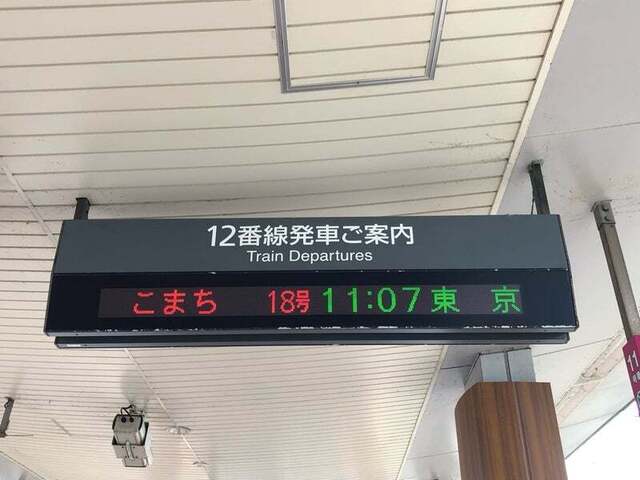 12番線発車ご案内
Train Departures
こまち 18号 11:07 東 京
11